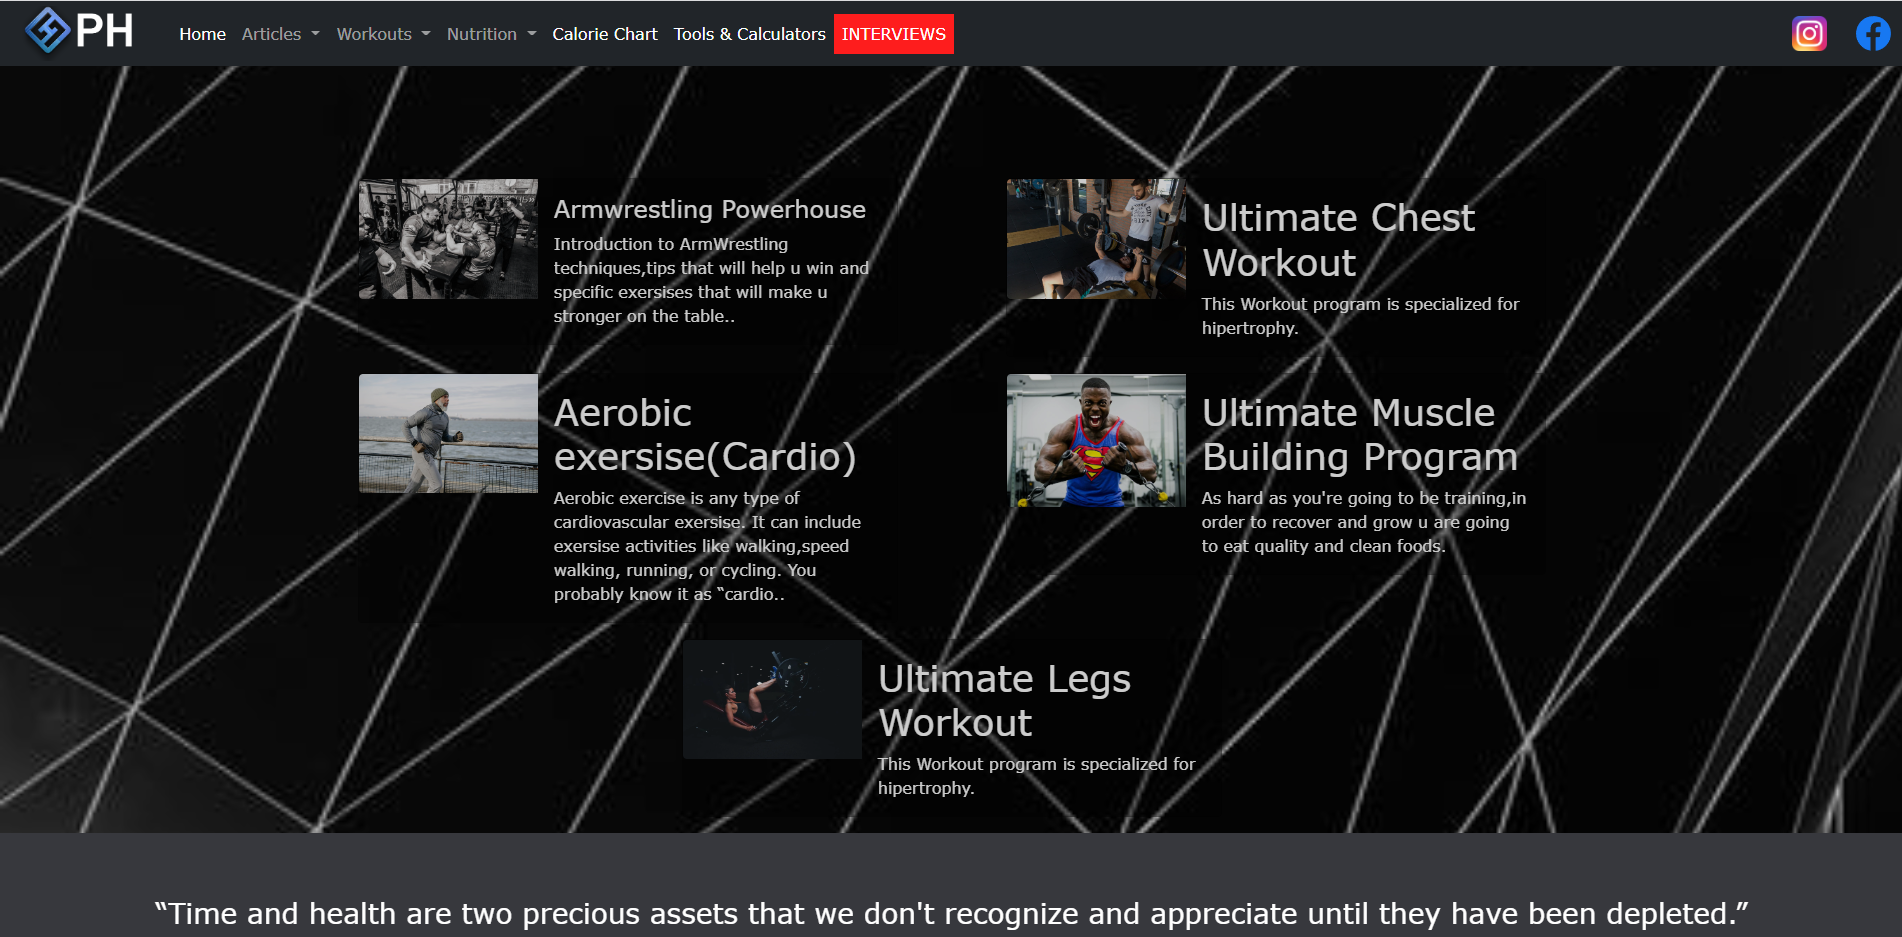 PH
Home Articles Workouts Nutrition Calorie Chart Tools & Calculators INTERVIEWS
Armwrestling Powerhouse
Introduction to ArmWrestling
techniques,tips that will help u win and
specific exersises that will make u
stronger on the table..
Ultimate Chest
Workout
This Workout program is specialized for
hipertrophy.
Aerobic
exersise(Cardio)
Aerobic exercise is any type of
cardiovascular exersise. It can include
exersise activities like walking,speed
walking, running, or cycling. You
probably know it as “cardio..
Ultimate Muscle
Building Program
As hard as you're going to be training,in
order to recover and grow u are going
to eat quality and clean foods.
Ultimate Legs
Workout
This Workout program is specialized for
hipertrophy.
“Time and health are two precious assets that we don't recognize and appreciate until they have been depleted.”